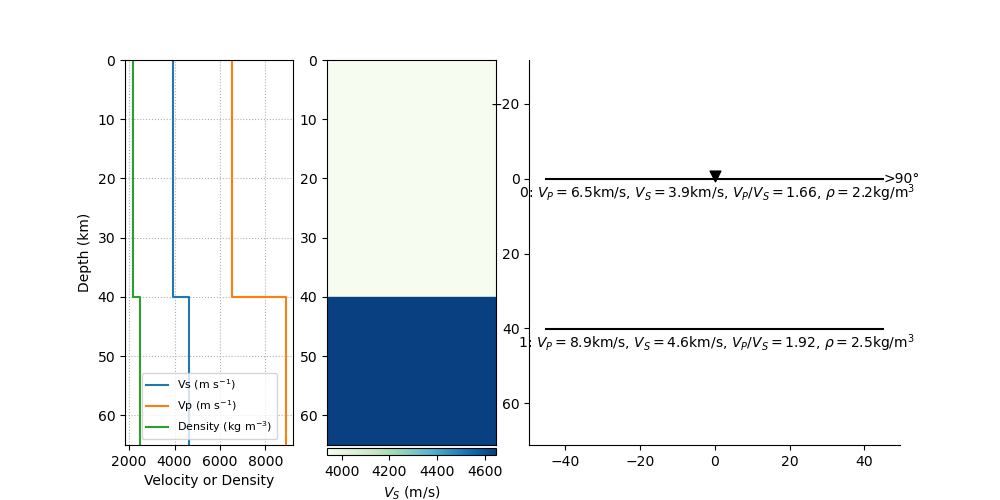 0
10
20
30
40
50
60
Depth (km)
2000 4000 6000 8000
Velocity or Density
Vs (m s⁻¹)
Vp (m s⁻¹)
Density (kg m⁻³)
0
10
20
30
40
50
60
4000 4200 4400 4600
V_S (m/s)
−20
0
20
40
60
>90°
0: V_P = 6.5km/s, V_S = 3.9km/s, V_P/V_S = 1.66, ρ = 2.2kg/m³
1: V_P = 8.9km/s, V_S = 4.6km/s, V_P/V_S = 1.92, ρ = 2.5kg/m³
−40 −20 0 20 40